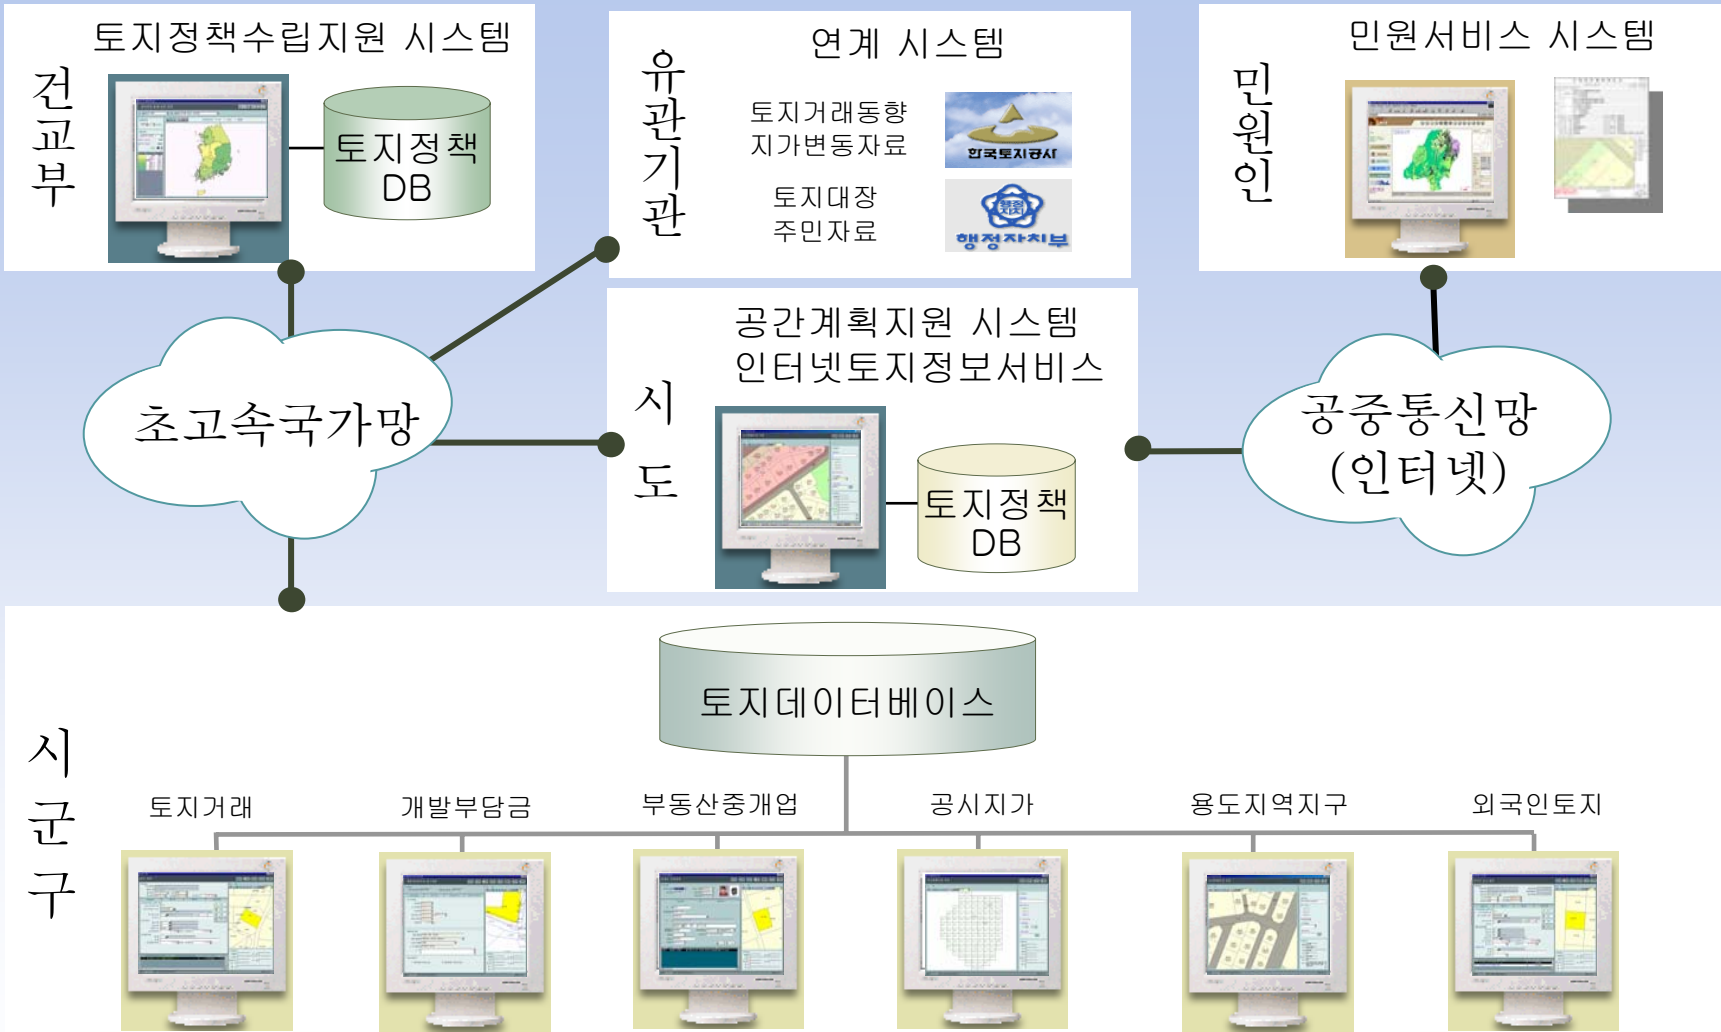 토지정책수립지원 시스템
건교부
토지정책
DB
유관기관
연계 시스템
토지거래동향
지가변동자료
한국토지공사
토지대장
주민자료
행정자치부
민원서비스 시스템
민원인
초고속국가망
시도
공간계획지원 시스템
인터넷토지정보서비스
토지정책
DB
공중통신망
(인터넷)
시군구
토지데이터베이스
토지거래
개발부담금
부동산중개업
공시지가
용도지역지구
외국인토지